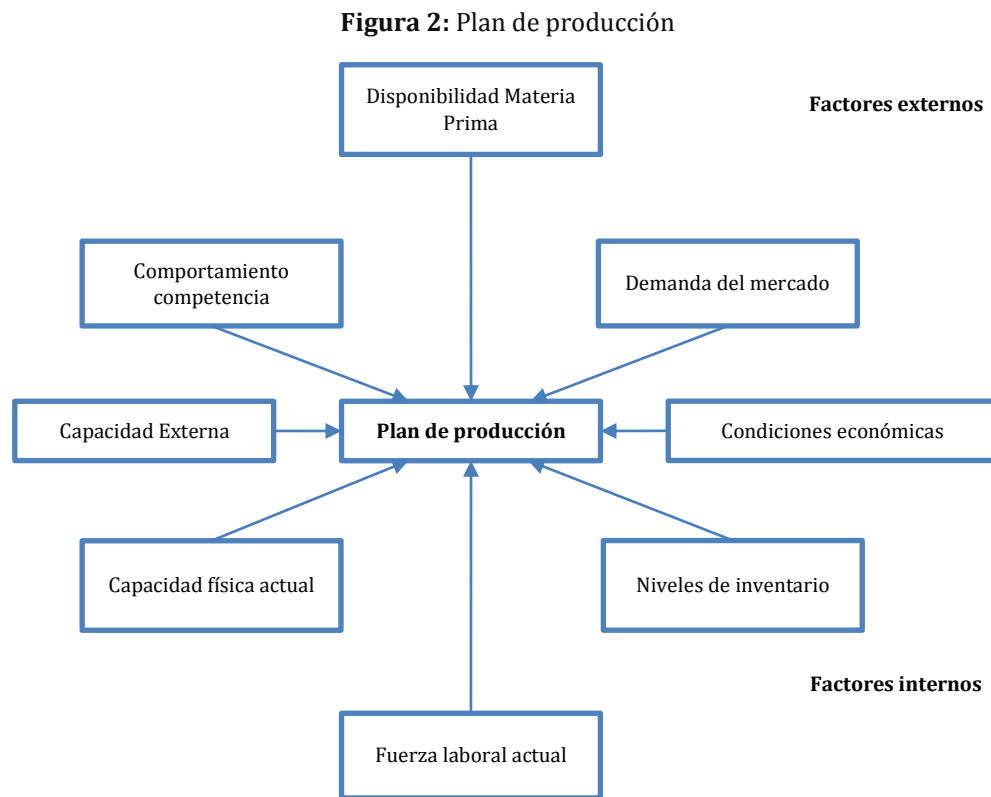 Figura 2: Plan de producción
Disponibilidad Materia
Prima
Factores externos
Comportamiento
competencia
Demanda del mercado
Capacidad Externa
Plan de producción
Condiciones económicas
Capacidad física actual
Niveles de inventario
Factores internos
Fuerza laboral actual